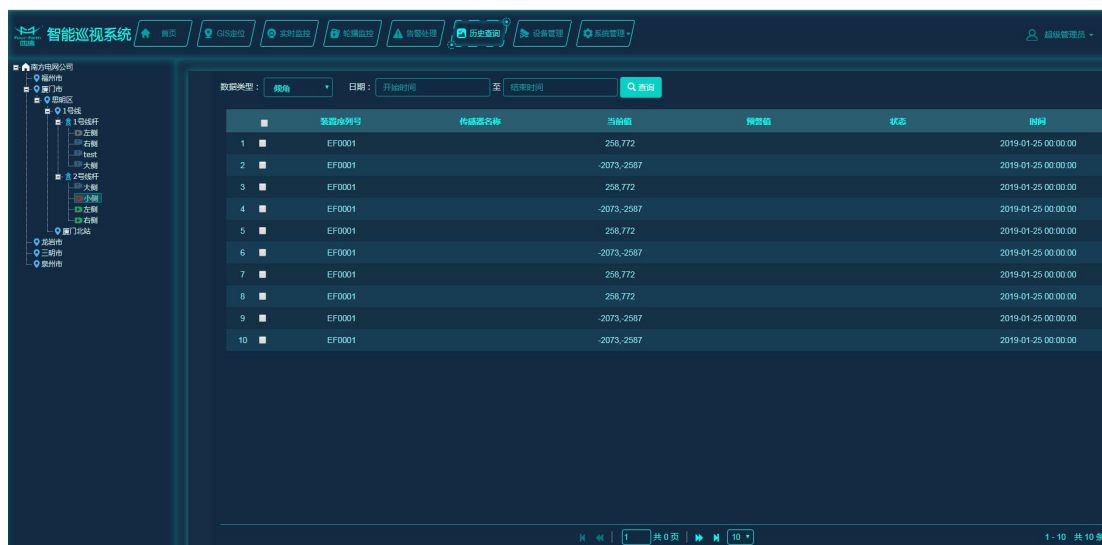 智能巡视系统 首页 GIS定位 实时监控 轮播监控 告警处理 历史查询 设备管理 系统管理 超级管理员
Four-Faith
四信
南方电网公司
福州市
厦门市
思明区
1号线
1号线杆
左侧
右侧
test
大侧
2号线杆
大侧
小侧
左侧
右侧
厦门北站
龙岩市
三明市
泉州市
数据类型： 倾角 日期： 开始时间 至 结束时间 查询
装置序列号 传感器名称 当前值 预警值 状态 时间
1 EF0001 258,772 2019-01-25 00:00:00
2 EF0001 -2073,-2587 2019-01-25 00:00:00
3 EF0001 258,772 2019-01-25 00:00:00
4 EF0001 -2073,-2587 2019-01-25 00:00:00
5 EF0001 258,772 2019-01-25 00:00:00
6 EF0001 -2073,-2587 2019-01-25 00:00:00
7 EF0001 258,772 2019-01-25 00:00:00
8 EF0001 258,772 2019-01-25 00:00:00
9 EF0001 -2073,-2587 2019-01-25 00:00:00
10 EF0001 -2073,-2587 2019-01-25 00:00:00
1 共0页 10 1-10 共10条